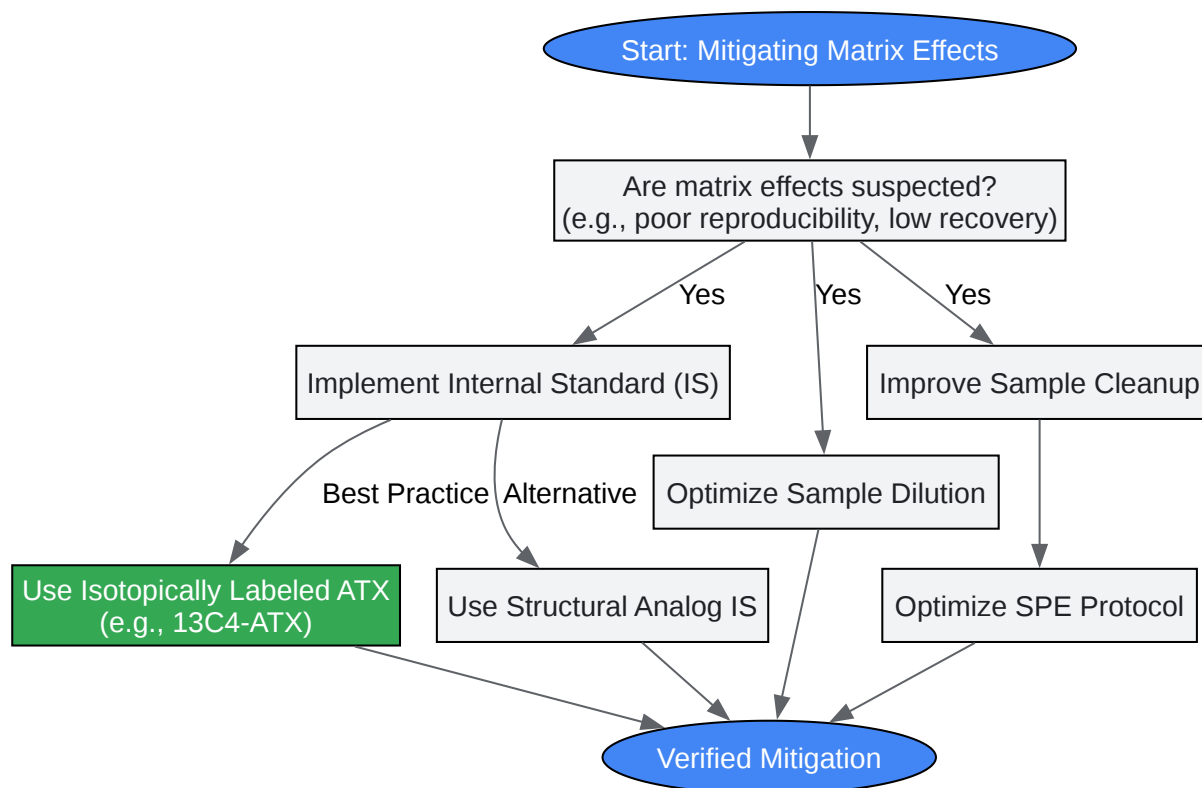 Start: Mitigating Matrix Effects
Are matrix effects suspected?
(e.g., poor reproducibility, low recovery)
Yes
Yes
Yes
Implement Internal Standard (IS)
Improve Sample Cleanup
Best Practice
Alternative
Optimize Sample Dilution
Use Isotopically Labeled ATX
(e.g., 13C4-ATX)
Use Structural Analog IS
Optimize SPE Protocol
Verified Mitigation